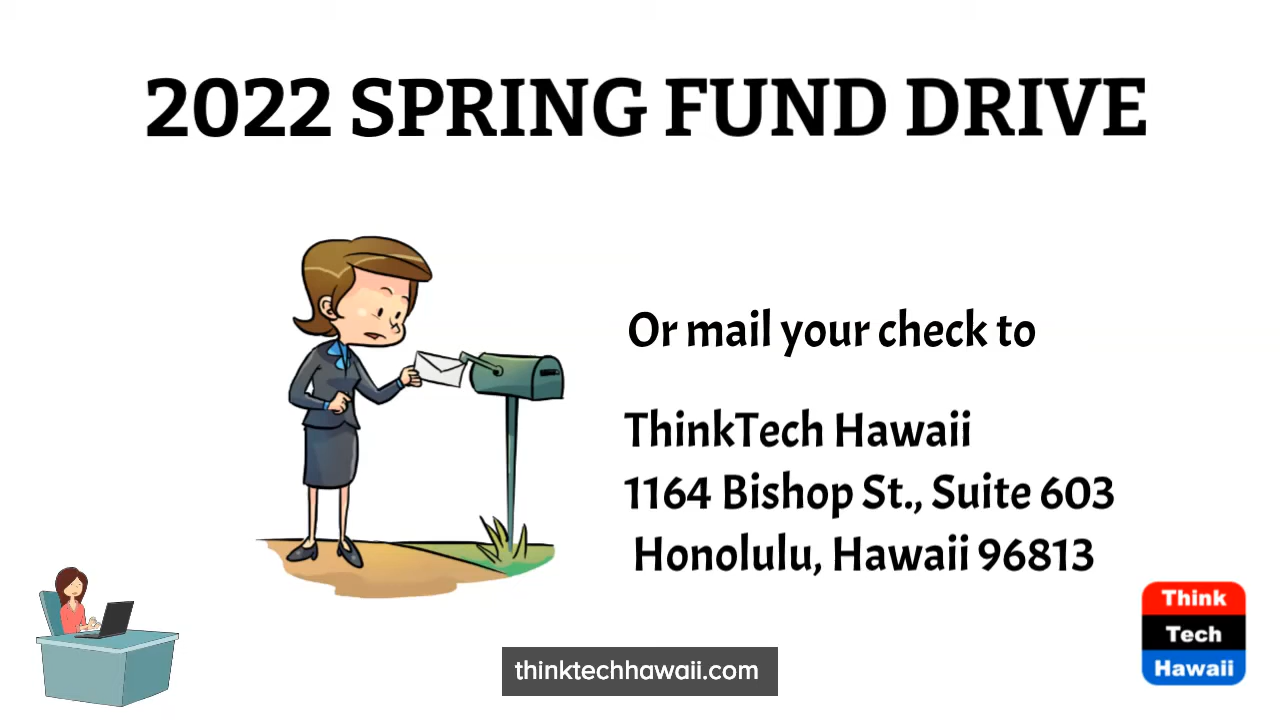 2022 SPRING FUND DRIVE
Or mail your check to
ThinkTech Hawaii
1164 Bishop St., Suite 603
Honolulu, Hawaii 96813
Think
Tech
Hawaii
thinktechhawaii.com